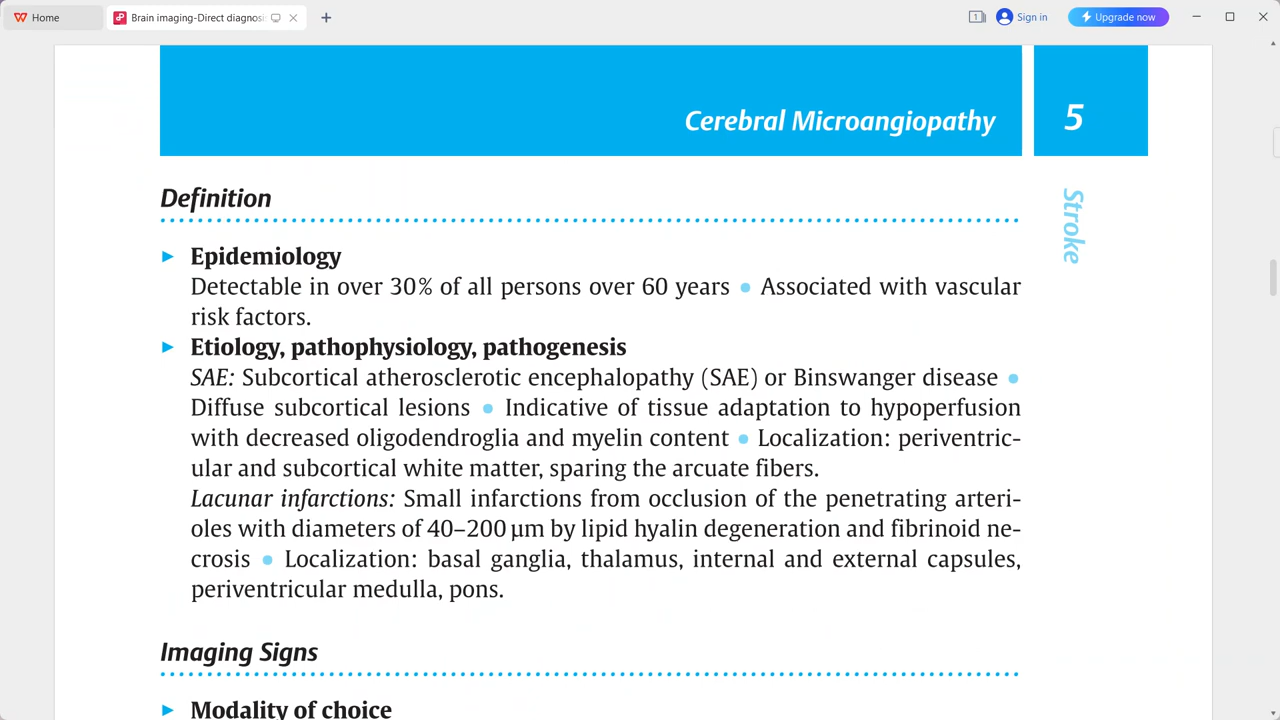 Home
Brain imaging-Direct diagnosi
Sign in
Upgrade now
Cerebral Microangiopathy
5
Stroke
Definition
Epidemiology
Detectable in over 30% of all persons over 60 years • Associated with vascular
risk factors.
Etiology, pathophysiology, pathogenesis
SAE: Subcortical atherosclerotic encephalopathy (SAE) or Binswanger disease •
Diffuse subcortical lesions • Indicative of tissue adaptation to hypoperfusion
with decreased oligodendroglia and myelin content • Localization: periventric-
ular and subcortical white matter, sparing the arcuate fibers.
Lacunar infarctions: Small infarctions from occlusion of the penetrating arteri-
oles with diameters of 40–200 µm by lipid hyalin degeneration and fibrinoid ne-
crosis • Localization: basal ganglia, thalamus, internal and external capsules,
periventricular medulla, pons.
Imaging Signs
Modality of choice